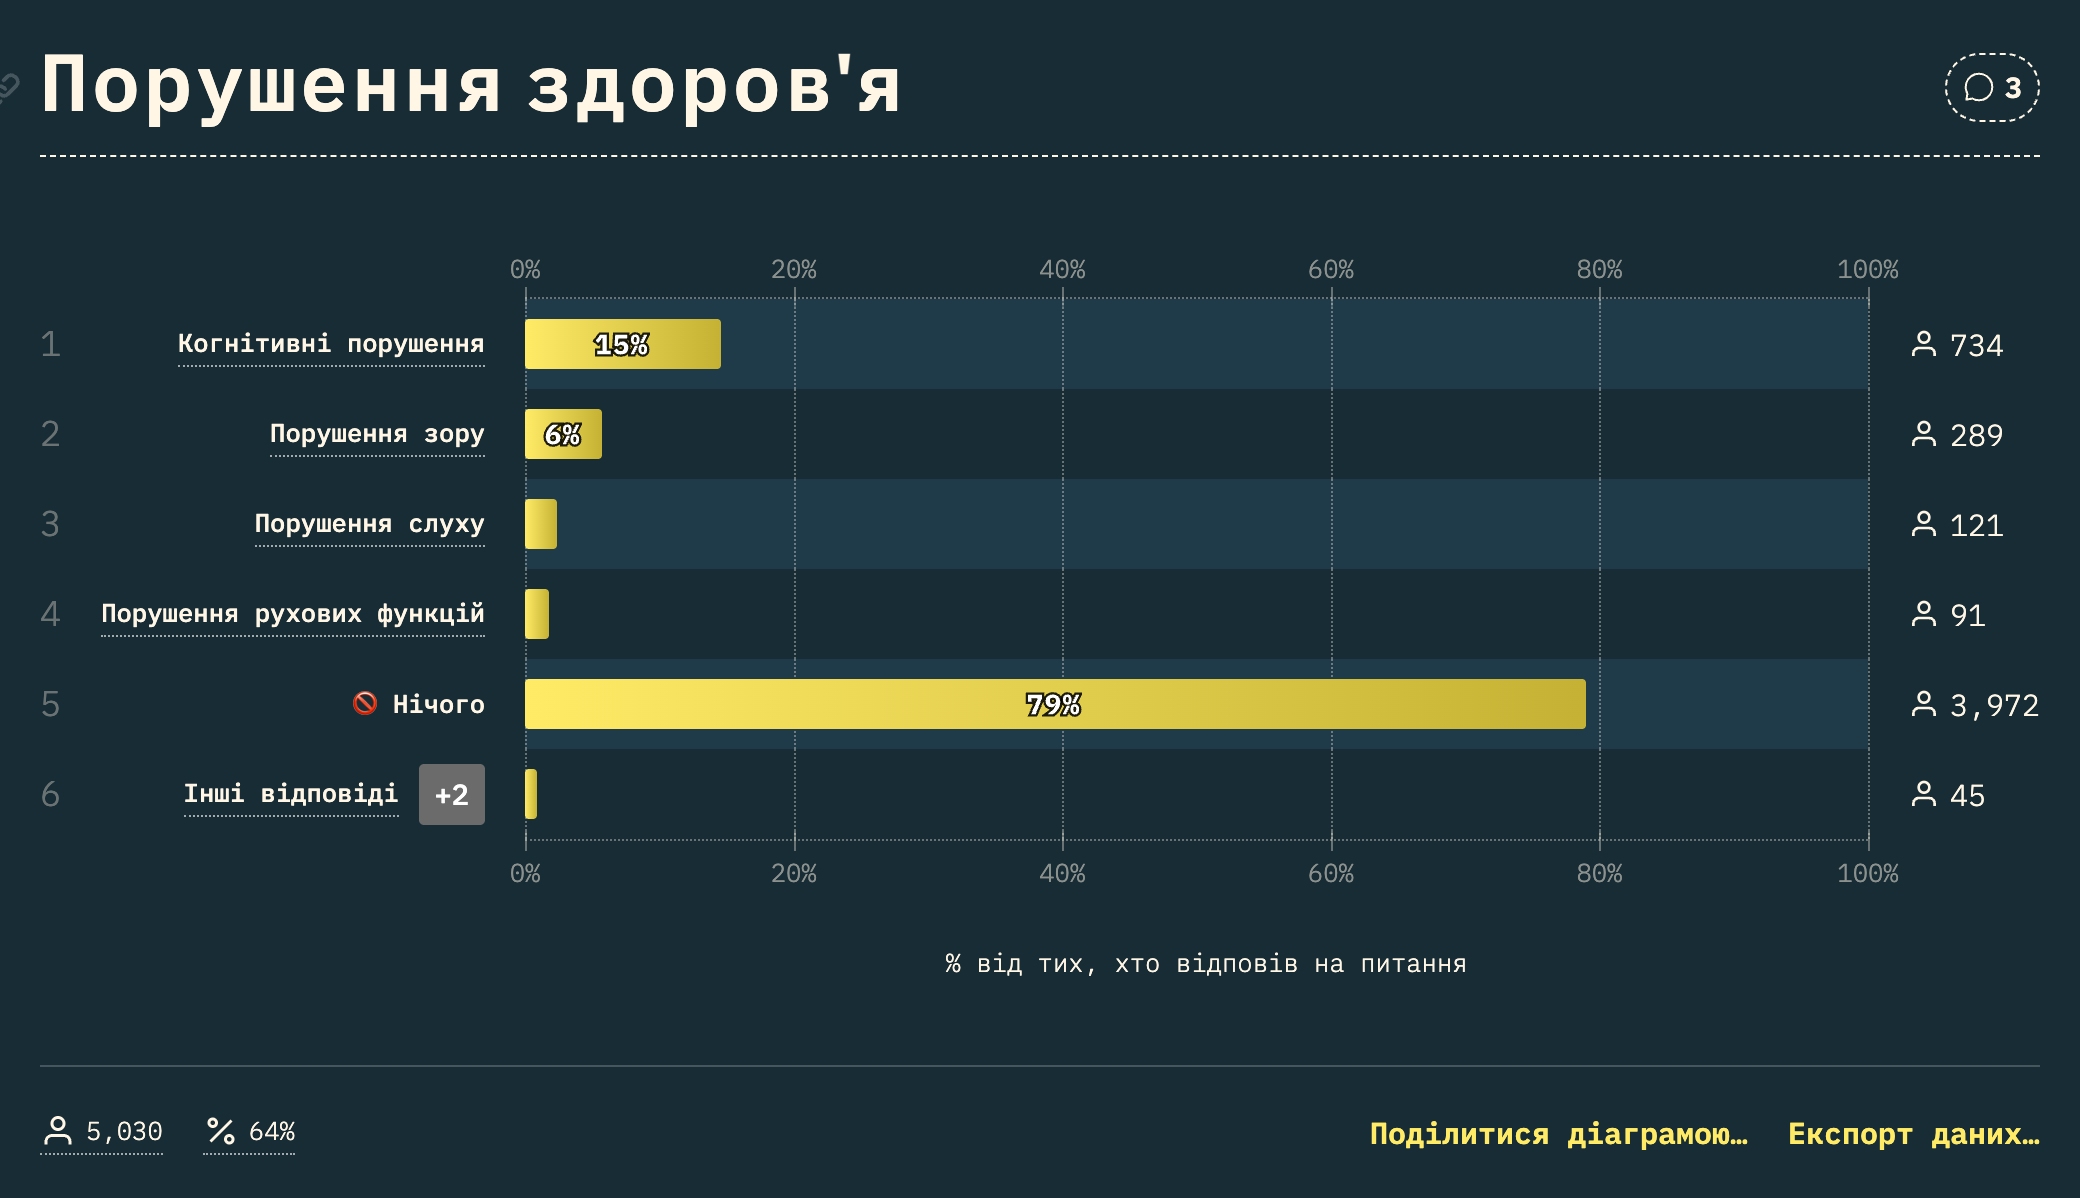 Порушення здоров'я
3
0% 20% 40% 60% 80% 100%
1 Когнітивні порушення 15% 734
2 Порушення зору 6% 289
3 Порушення слуху 121
4 Порушення рухових функцій 91
5 Нічого 79% 3,972
6 Інші відповіді +2 45
0% 20% 40% 60% 80% 100%
% від тих, хто відповів на питання
5,030 64% Поділитися діаграмою… Експорт даних…